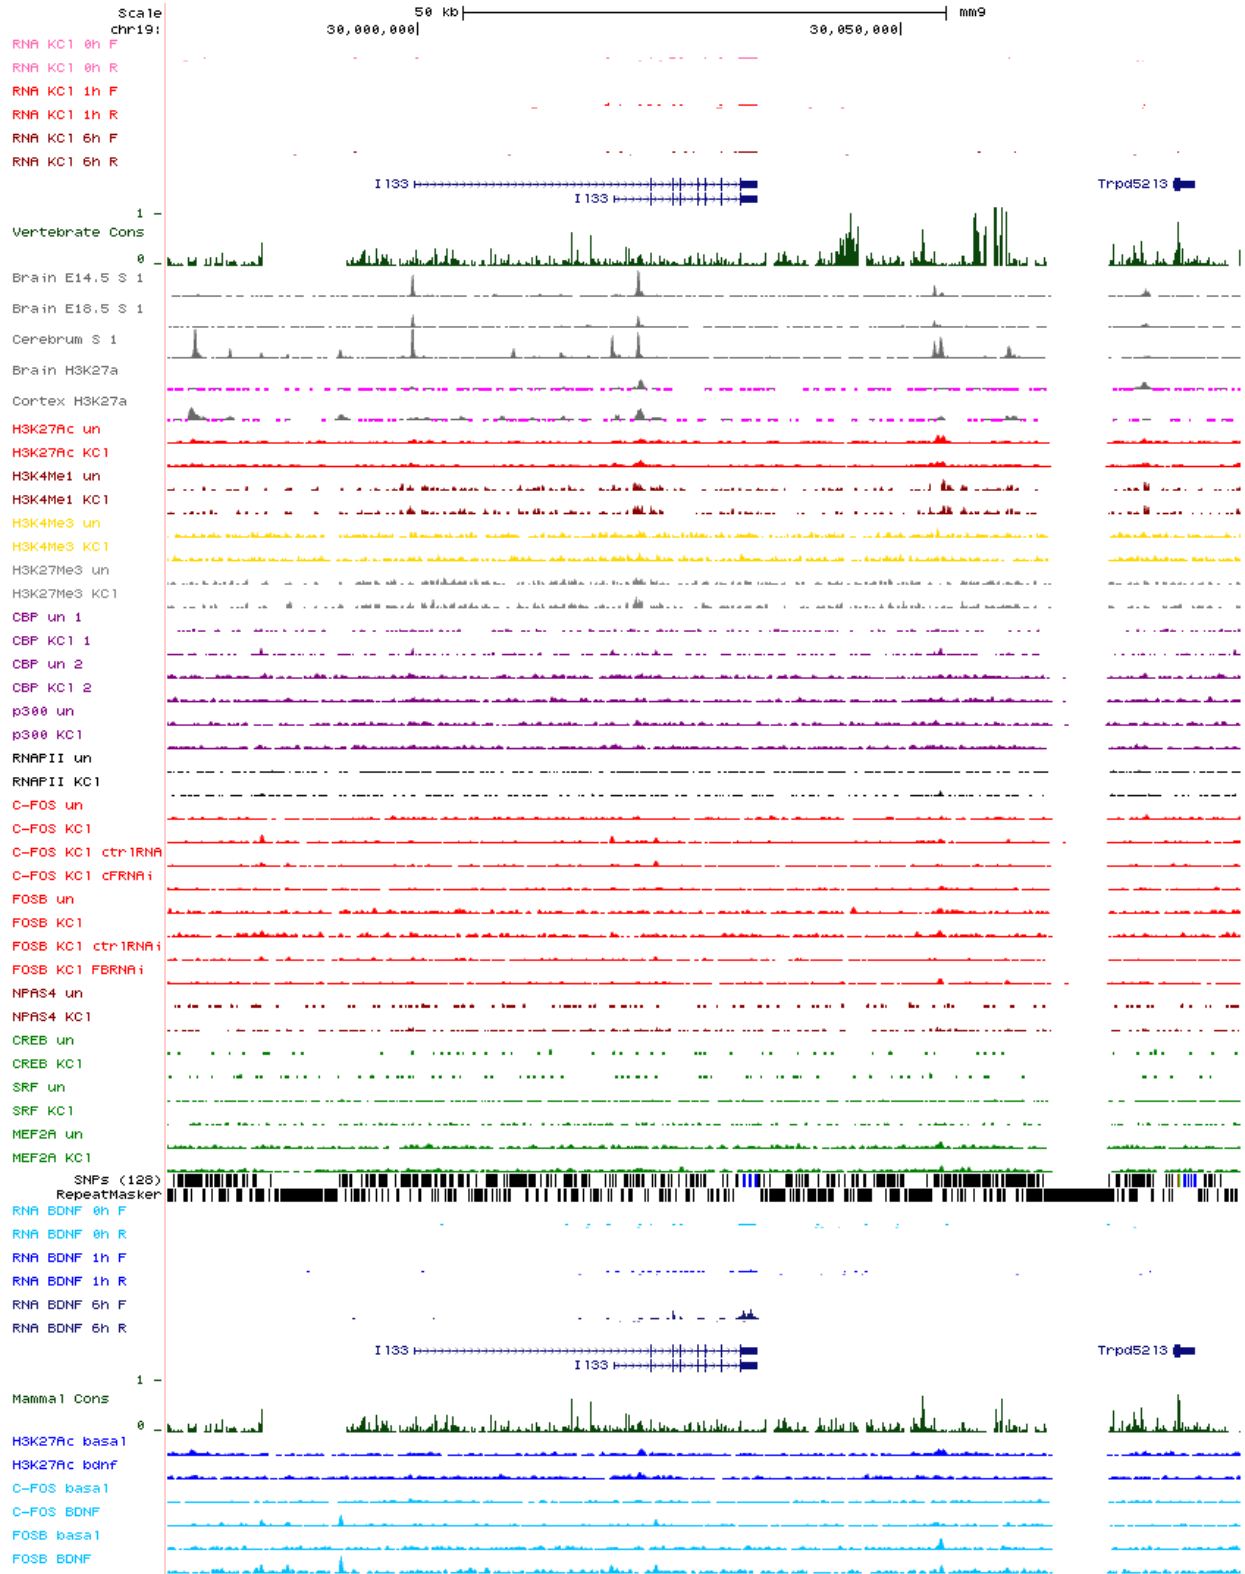 Scale 50 kb mm9
chr19: 30,000,000 30,050,000
RNA KCl 0h F
RNA KCl 0h R
RNA KCl 1h F
RNA KCl 1h R
RNA KCl 6h F
RNA KCl 6h R
Il33 Trpd52l3
Il33
1
Vertebrate Cons
0
Brain E14.5 S 1
Brain E18.5 S 1
Cerebrum S 1
Brain H3K27a
Cortex H3K27a
H3K27Ac un
H3K27Ac KCl
H3K4Me1 un
H3K4Me1 KCl
H3K4Me3 un
H3K4Me3 KCl
H3K27Me3 un
H3K27Me3 KCl
CBP un 1
CBP KCl 1
CBP un 2
CBP KCl 2
p300 un
p300 KCl
RNAPII un
RNAPII KCl
C-FOS un
C-FOS KCl
C-FOS KCl ctrlRNA
C-FOS KCl cFRNAi
FOSB un
FOSB KCl
FOSB KCl ctrlRNAi
FOSB KCl FBRNAi
NPAS4 un
NPAS4 KCl
CREB un
CREB KCl
SRF un
SRF KCl
MEF2A un
MEF2A KCl
SNPs (128)
RepeatMasker
RNA BDNF 0h F
RNA BDNF 0h R
RNA BDNF 1h F
RNA BDNF 1h R
RNA BDNF 6h F
RNA BDNF 6h R
Il33 Trpd52l3
Il33
1
Mammal Cons
0
H3K27Ac basal
H3K27Ac bdnf
C-FOS basal
C-FOS BDNF
FOSB basal
FOSB BDNF